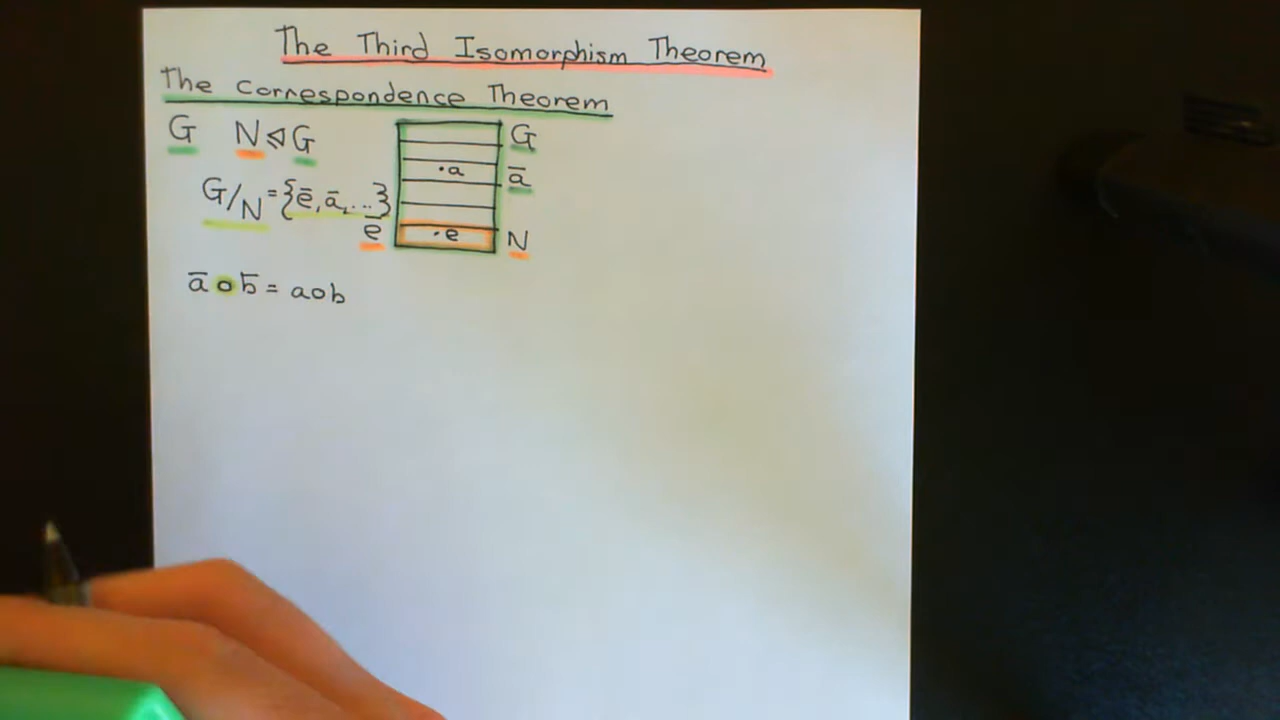 The Third Isomorphism Theorem
The Correspondence Theorem
G N⊲G
G
·a ā
G/N={ē,ā,...}
ē ·e N
ā∘b̄= a∘b